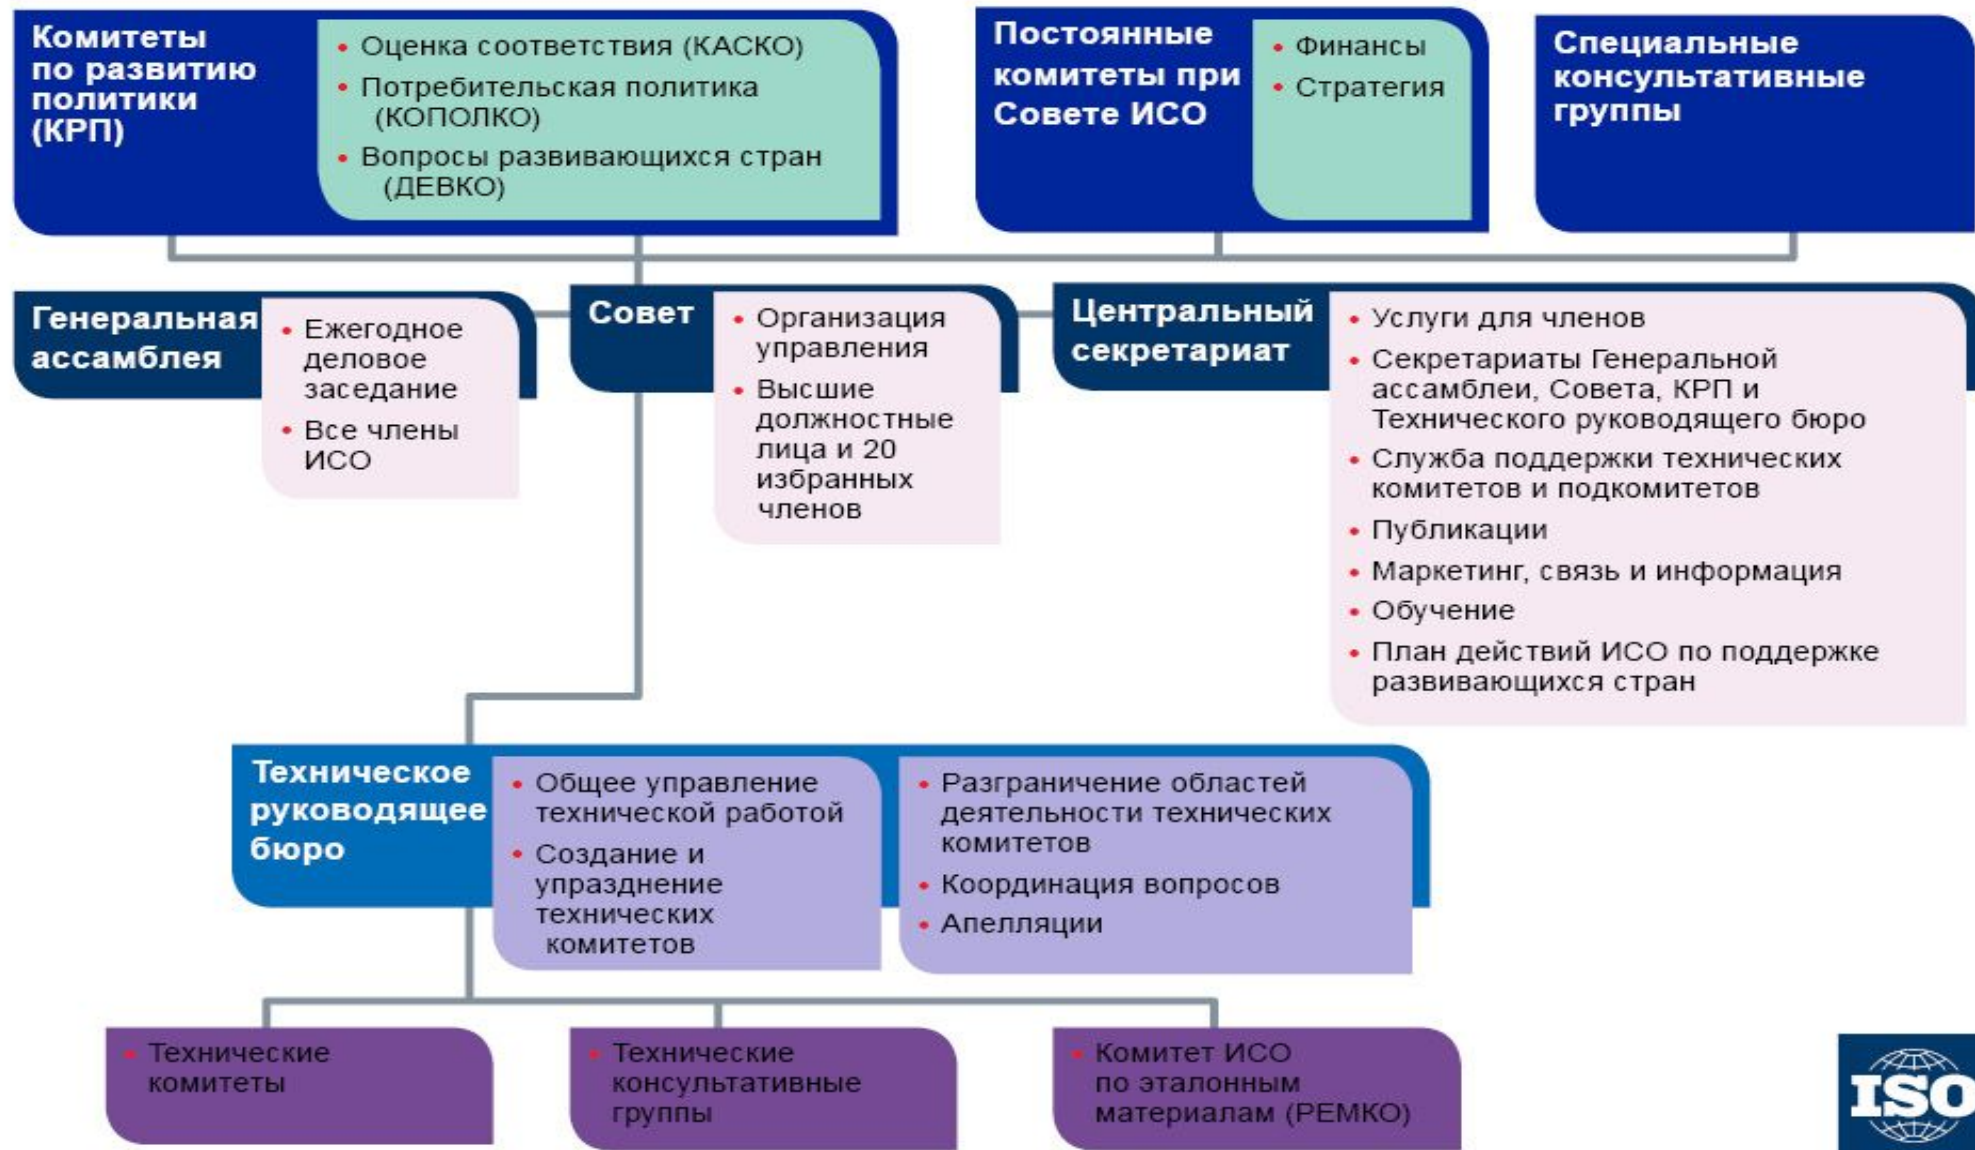 Комитеты
по развитию
политики
(КРП)
• Оценка соответствия (КАСКО)
• Потребительская политика
(КОПОЛКО)
• Вопросы развивающихся стран
(ДЕВКО)
Постоянные
комитеты при
Совете ИСО
• Финансы
• Стратегия
Специальные
консультативные
группы
Генеральная
ассамблея
• Ежегодное
деловое
заседание
• Все члены
ИСО
Совет
• Организация
управления
• Высшие
должностные
лица и 20
избранных
членов
Центральный
секретариат
• Услуги для членов
• Секретариаты Генеральной
ассамблеи, Совета, КРП и
Технического руководящего бюро
• Служба поддержки технических
комитетов и подкомитетов
• Публикации
• Маркетинг, связь и информация
• Обучение
• План действий ИСО по поддержке
развивающихся стран
Техническое
руководящее
бюро
• Общее управление
технической работой
• Создание и
упразднение
технических
комитетов
• Разграничение областей
деятельности технических
комитетов
• Координация вопросов
• Апелляции
• Технические
комитеты
• Технические
консультативные
группы
• Комитет ИСО
по эталонным
материалам (РЕМКО)
ISO